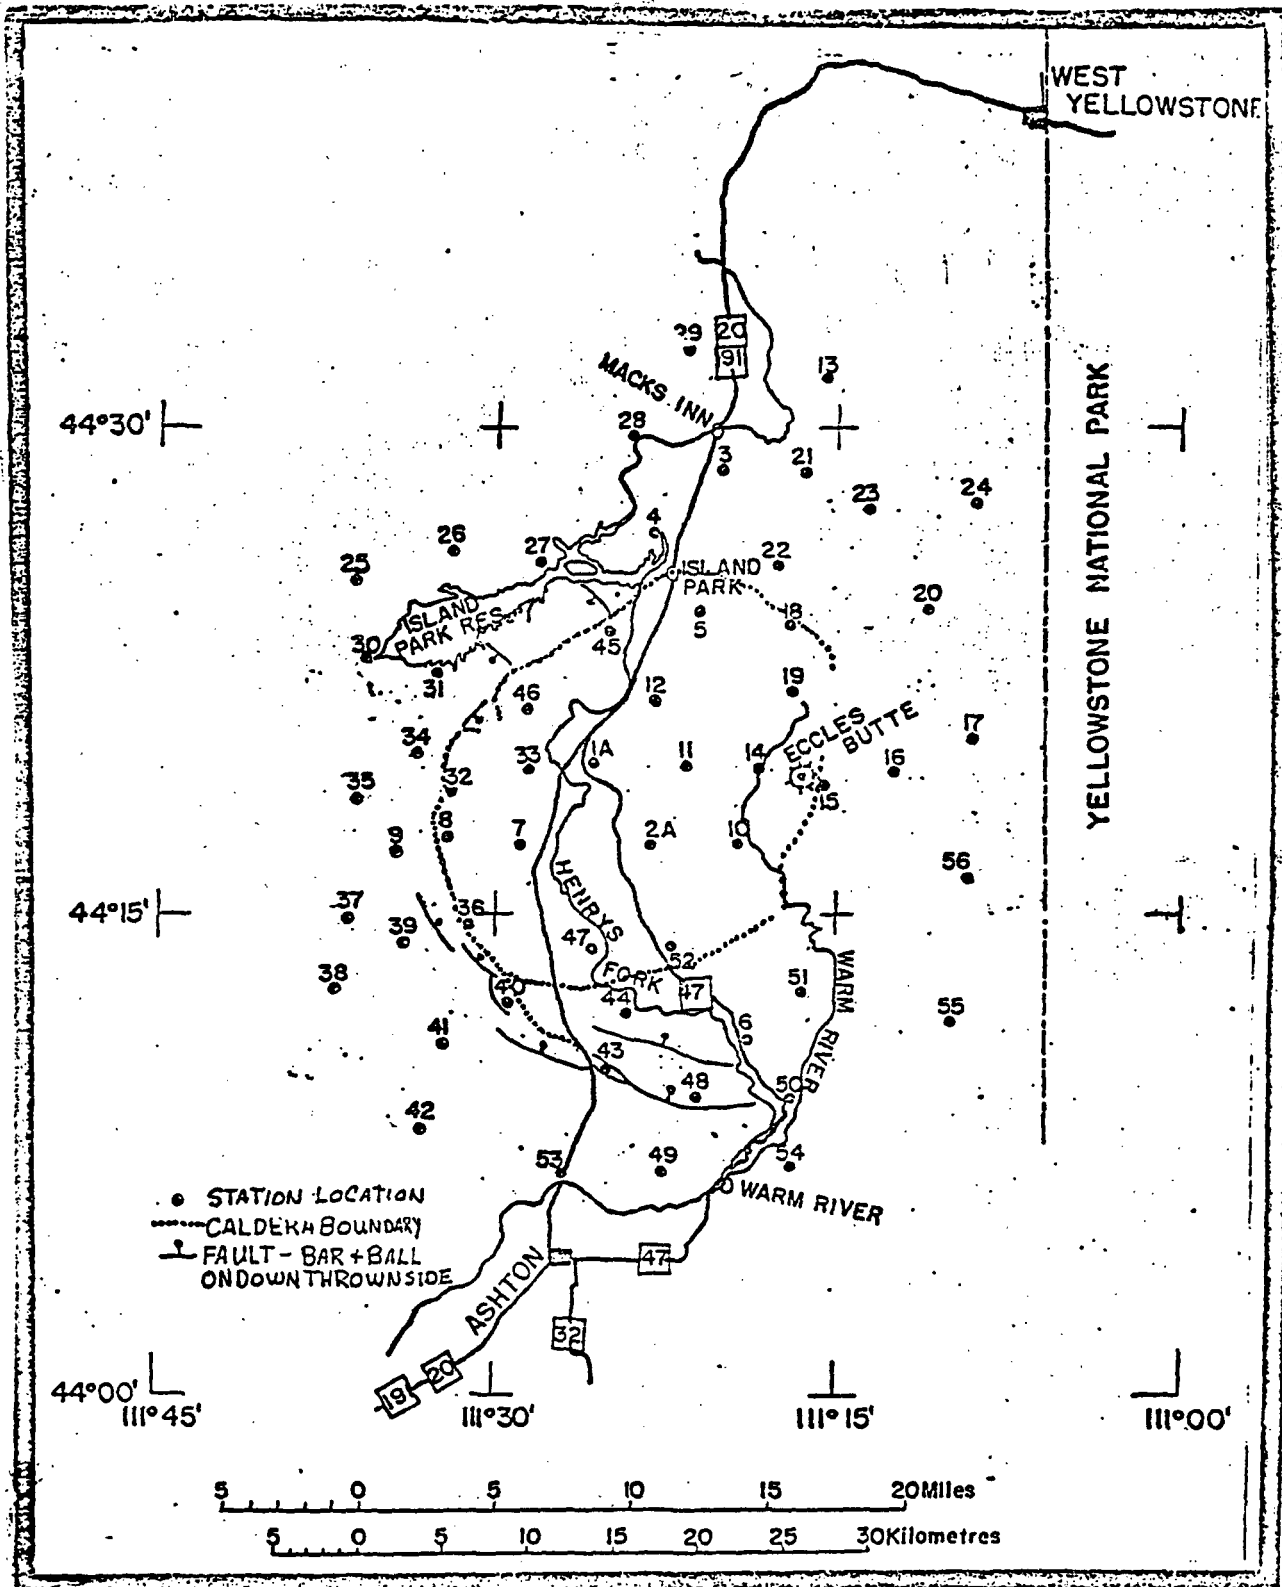 WEST
YELLOWSTONE
29
20
191
13
MACKS INN
44°30'
28
3
21
23
24
4
26
27
25
22
ISLAND
PARK
20
5
18
ISLAND
PARK RES.
45
30
31
19
12
46
ECCLES
BUTTE
17
34
33
1A
11
14
16
35
32
15
8
7
2A
10
9
56
HENRYS
FORK
YELLOWSTONE NATIONAL PARK
44°15'
37
36
39
47
52
38
40
44
47
51
WARM
RIVER
55
41
6
43
48
50
42
53
49
54
WARM RIVER
STATION LOCATION
CALDERA BOUNDARY
FAULT - BAR + BALL
ON DOWN THROWN SIDE
ASHTON
47
32
20
191
44°00'
111°45'
111°30'
111°15'
111°00'
5 0 5 10 15 20 Miles
5 0 5 10 15 20 25 30 Kilometres